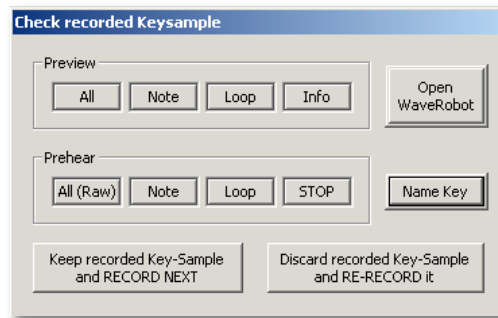 Check recorded Keysample
Preview
All Note Loop Info
Open
WaveRobot
Prehear
All (Raw) Note Loop STOP
Name Key
Keep recorded Key-Sample
and RECORD NEXT
Discard recorded Key-Sample
and RE-RECORD it